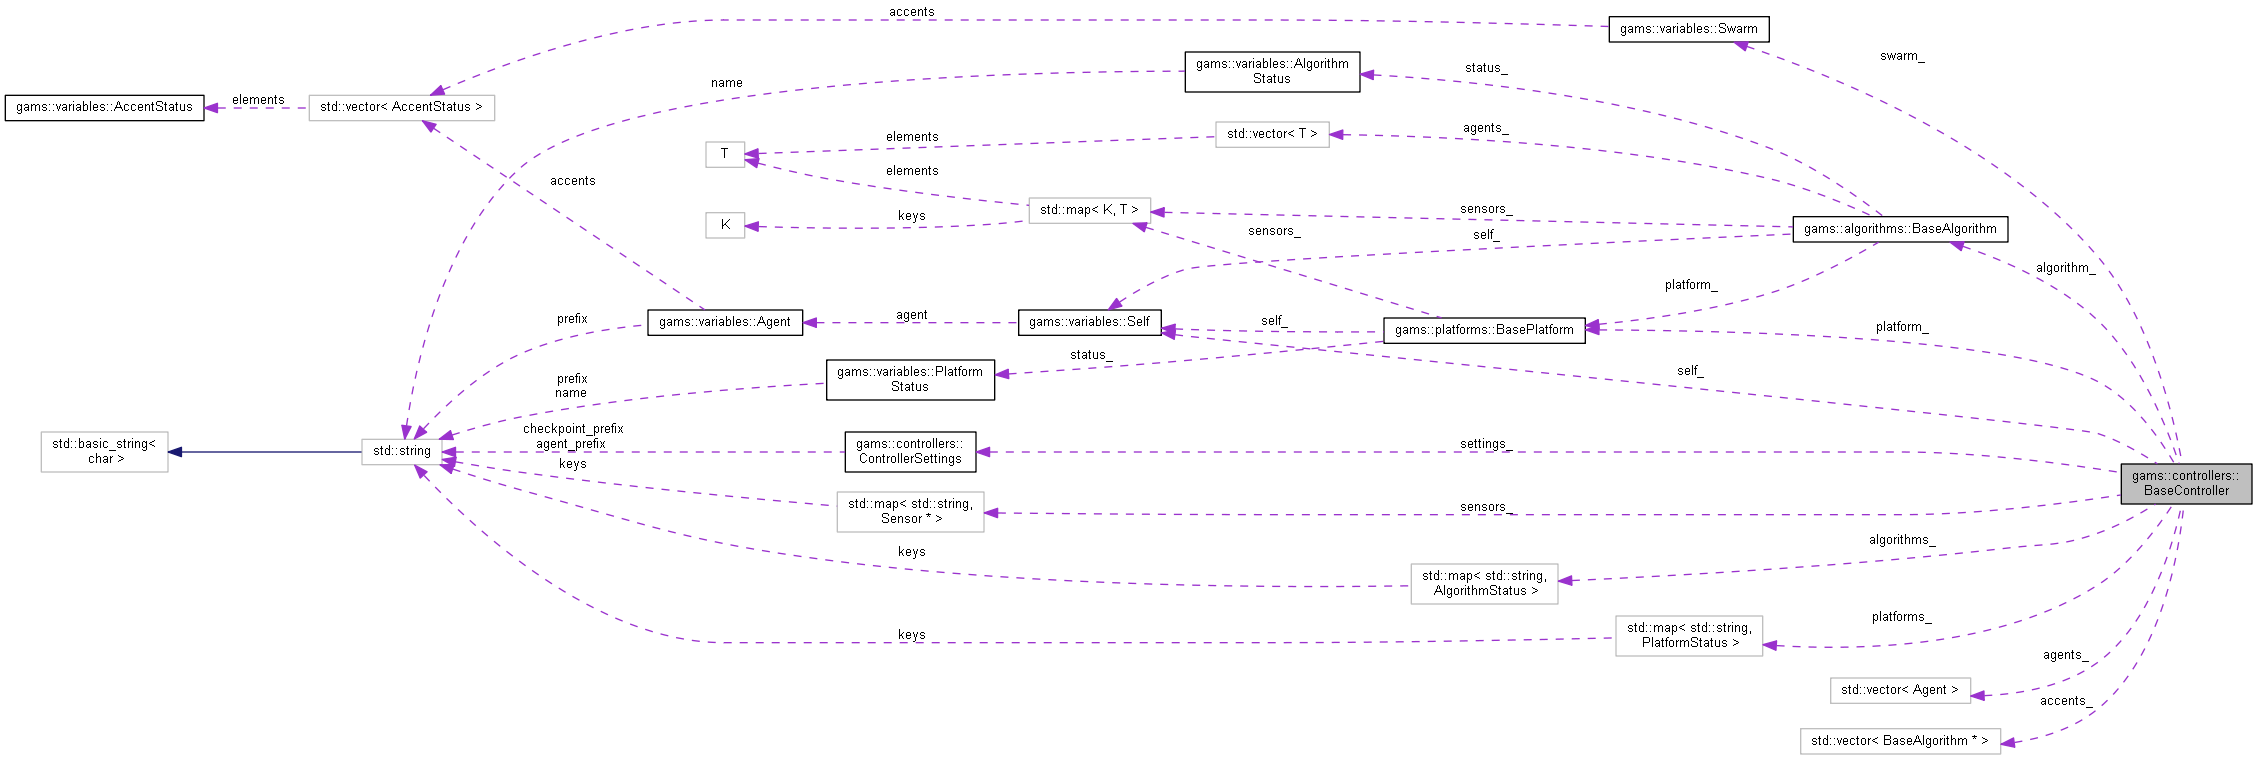 accents
gams::variables::Swarm
swarm_
gams::variables::Algorithm
Status
status_
name
gams::variables::AccentStatus
elements
std::vector< AccentStatus >
agents_
std::vector< T >
elements
T
elements
accents
std::map< K, T >
sensors_
keys
K
sensors_
self_
gams::algorithms::BaseAlgorithm
algorithm_
platform_
prefix
gams::variables::Agent
agent
gams::variables::Self
self_
gams::platforms::BasePlatform
platform_
status_
gams::variables::Platform
Status
self_
prefix
name
checkpoint_prefix
agent_prefix
std::basic_string<
char >
std::string
gams::controllers::
ControllerSettings
settings_
keys
gams::controllers::
BaseController
std::map< std::string,
Sensor * >
sensors_
keys
algorithms_
std::map< std::string,
AlgorithmStatus >
keys
std::map< std::string,
PlatformStatus >
platforms_
agents_
std::vector< Agent >
accents_
std::vector< BaseAlgorithm * >